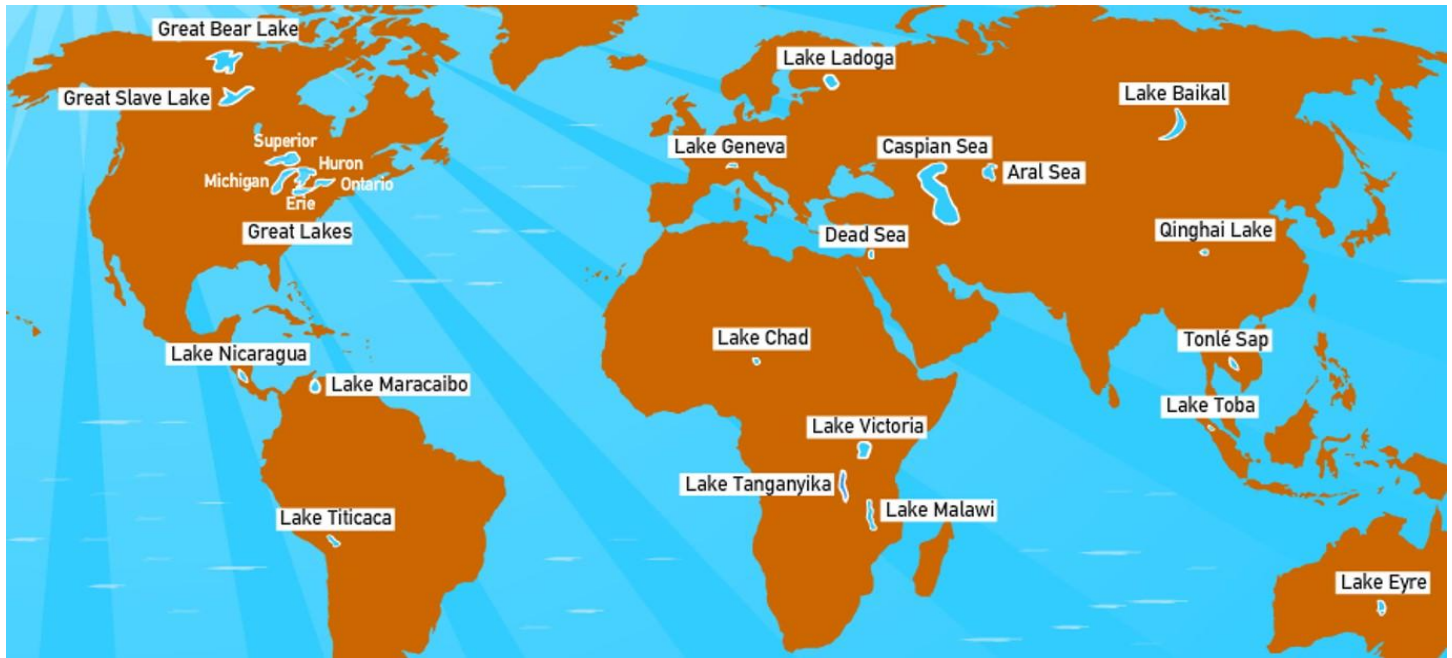 Great Bear Lake
Lake Ladoga
Great Slave Lake
Lake Baikal
Superior
Lake Geneva
Caspian Sea
Huron
Michigan
Ontario
Aral Sea
Erie
Great Lakes
Dead Sea
Qinghai Lake
Lake Chad
Tonlé Sap
Lake Nicaragua
Lake Maracaibo
Lake Toba
Lake Victoria
Lake Tanganyika
Lake Malawi
Lake Titicaca
Lake Eyre